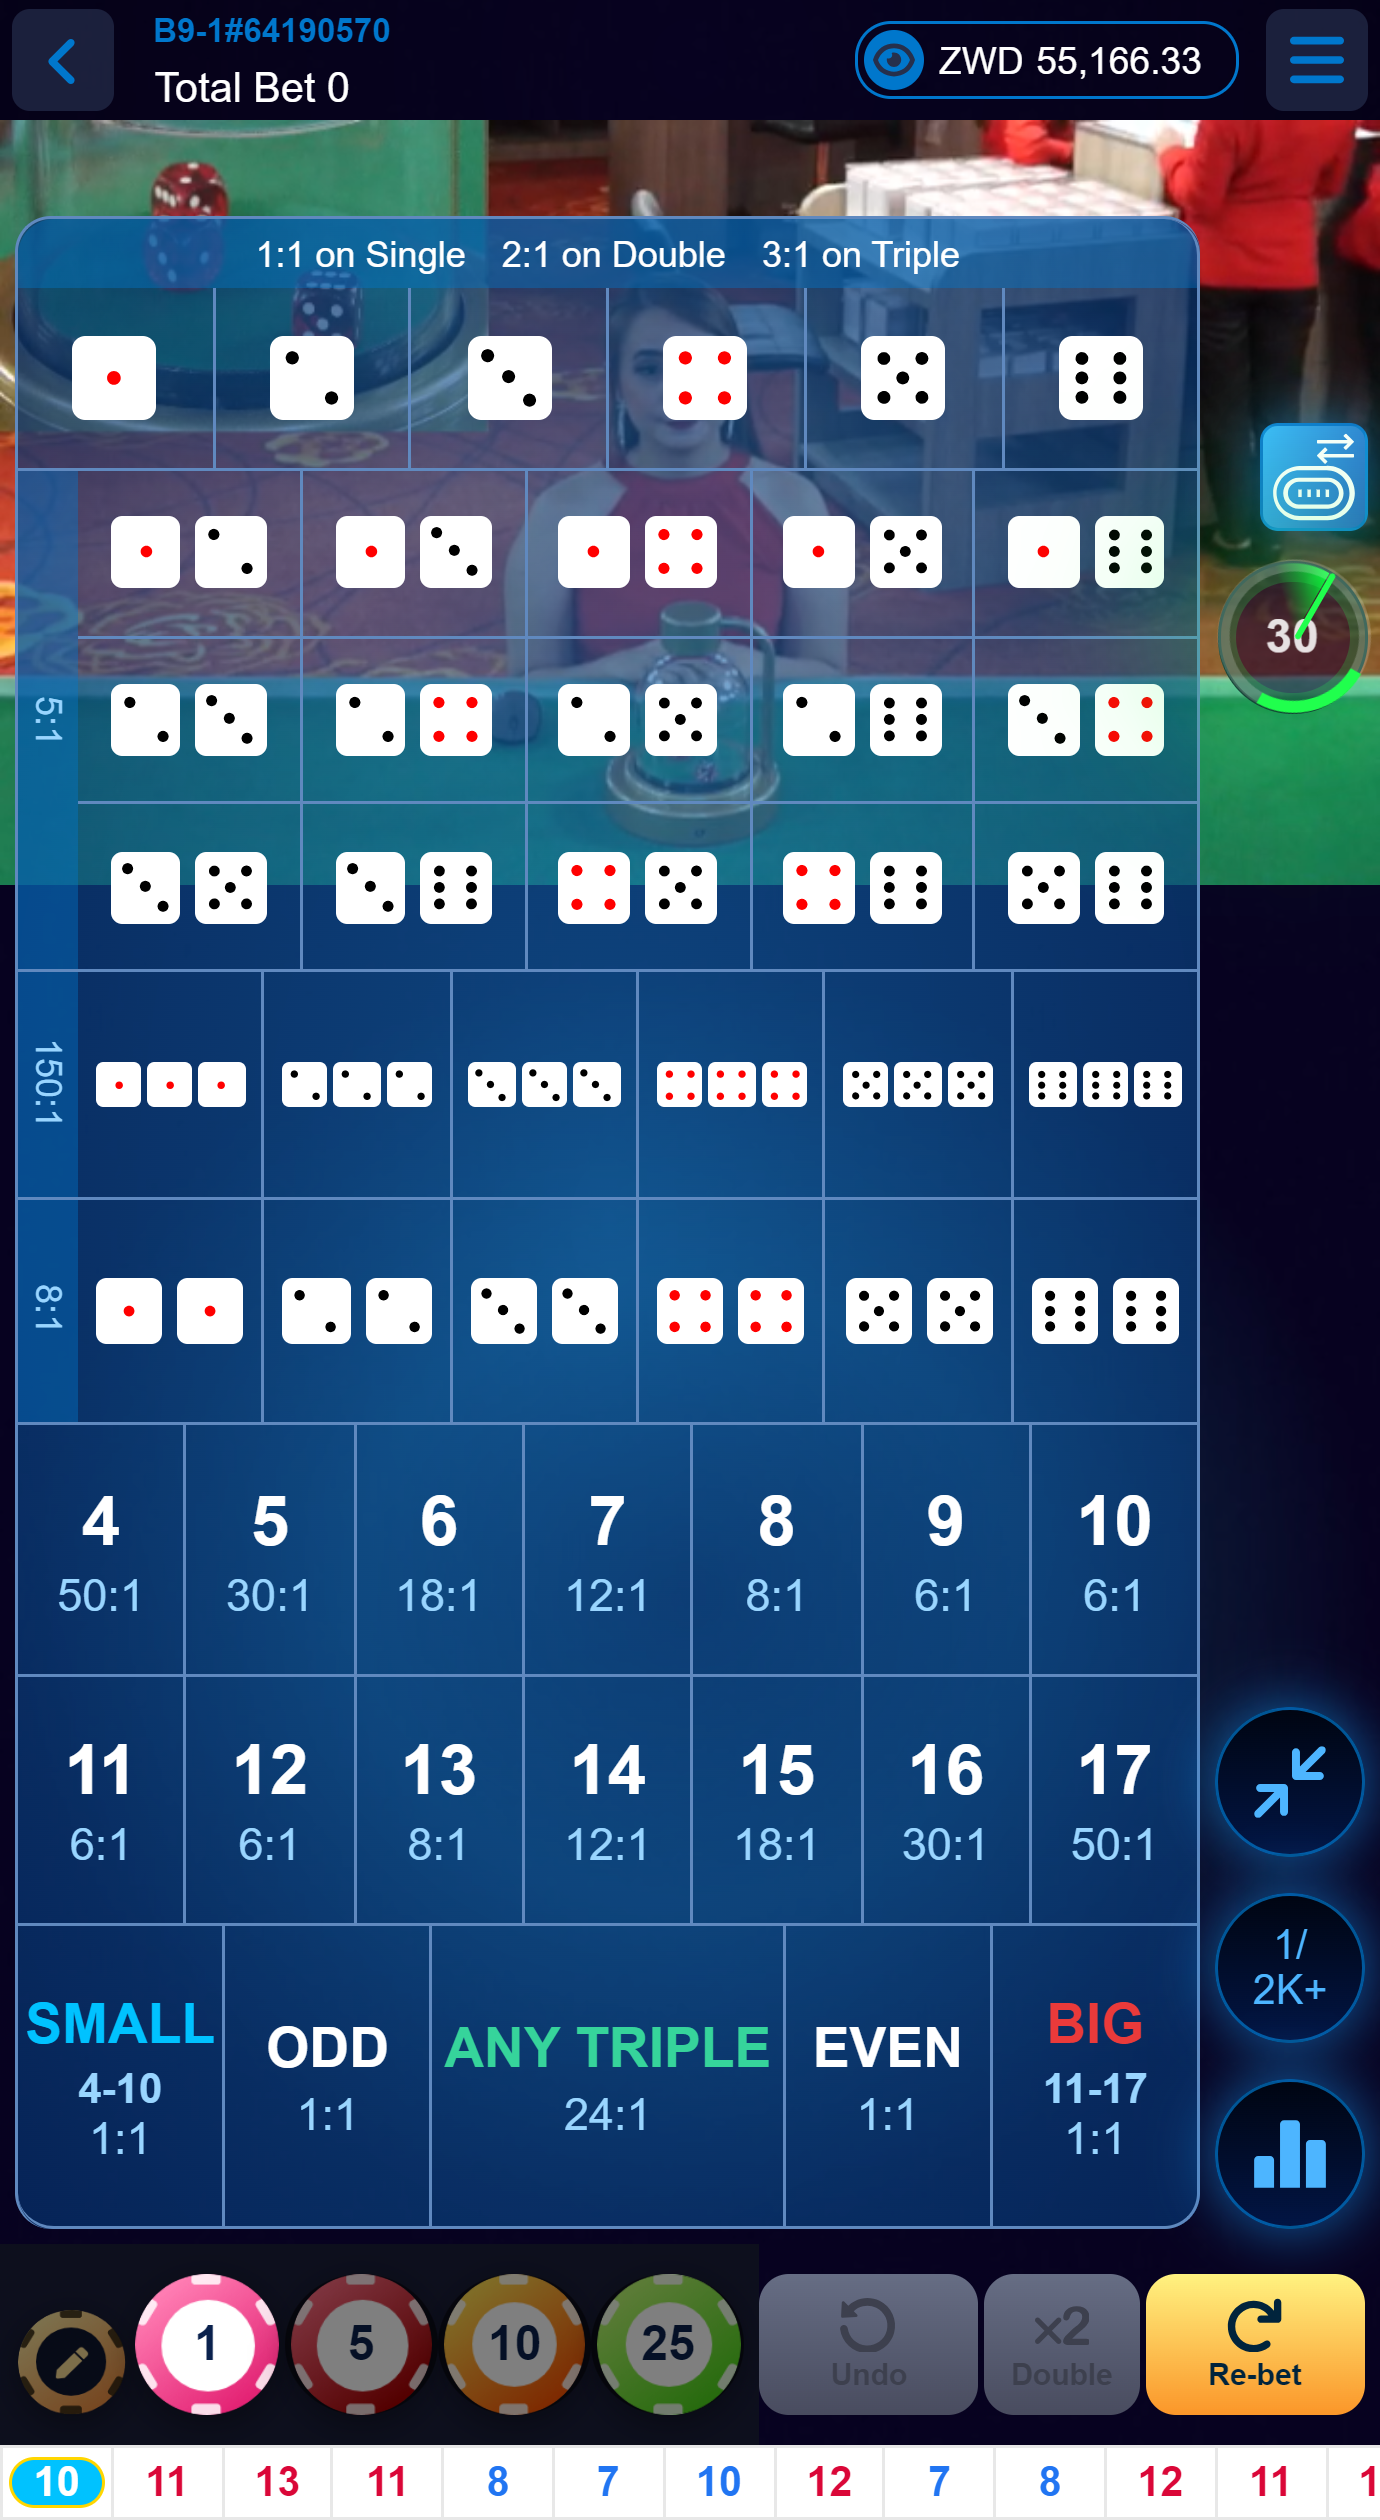 B9-1#64190570
Total Bet 0
ZWD 55,166.33
1:1 on Single 2:1 on Double 3:1 on Triple
30
5:1
150:1
8:1
4 5 6 7 8 9 10
50:1 30:1 18:1 12:1 8:1 6:1 6:1
11 12 13 14 15 16 17
6:1 6:1 8:1 12:1 18:1 30:1 50:1
SMALL
4-10
1:1
ODD
1:1
ANY TRIPLE
24:1
EVEN
1:1
BIG
11-17
1:1
1/
2K+
1 5 10 25
Undo
x2
Double
Re-bet
10 11 13 11 8 7 10 12 7 8 12 11